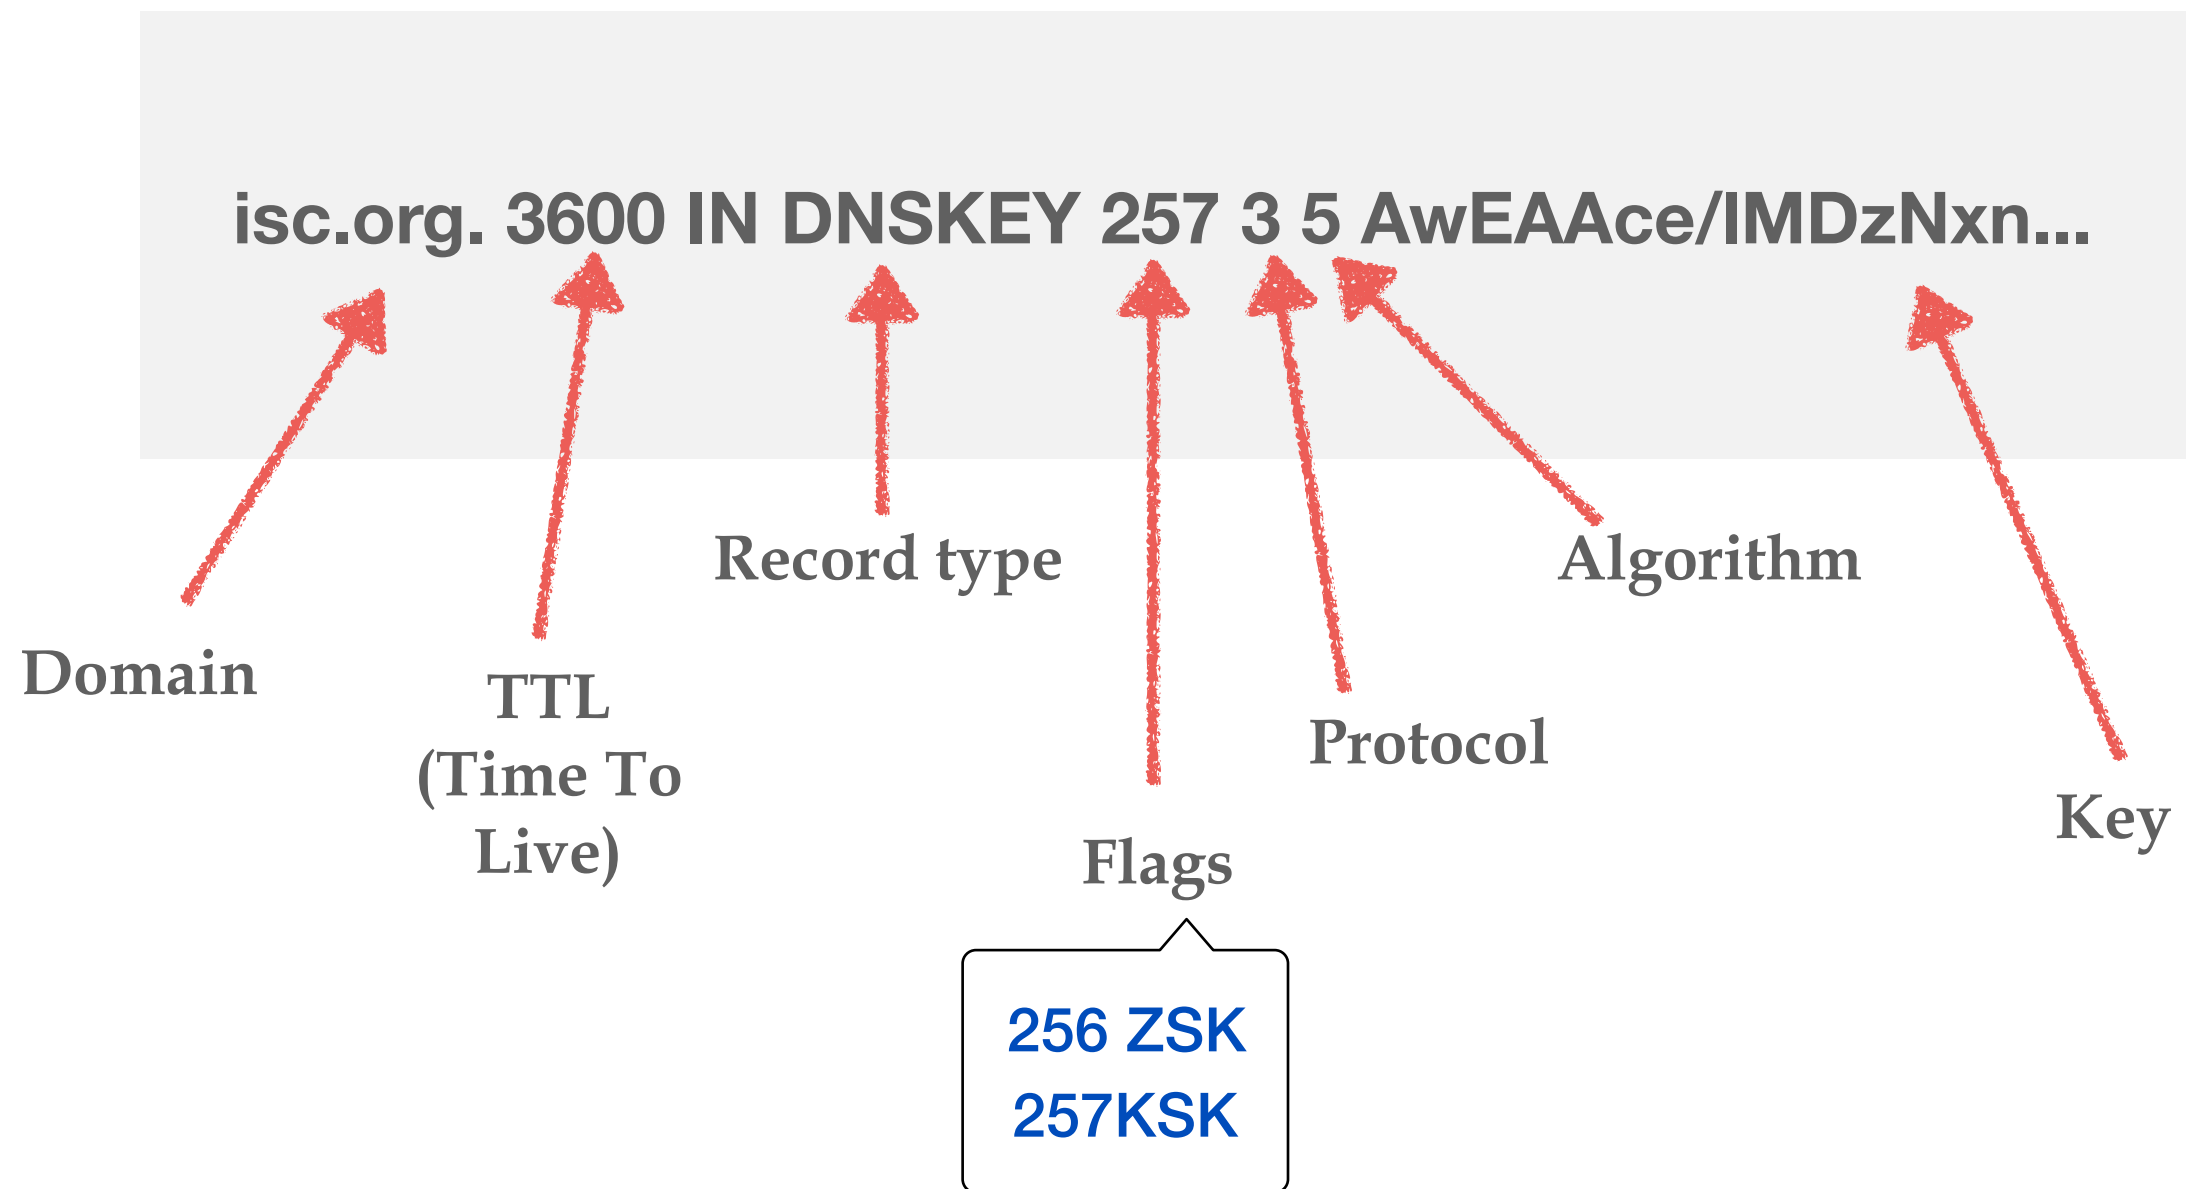 isc.org. 3600 IN DNSKEY 257 3 5 AwEAAce/IMDzNxn...
Record type
Algorithm
Domain
TTL
(Time To
Live)
Protocol
Key
Flags
256 ZSK
257KSK